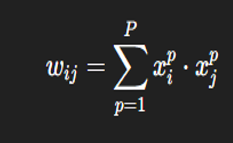 $$w_{ij} = \sum_{p=1}^{P} x_i^p \cdot x_j^p$$